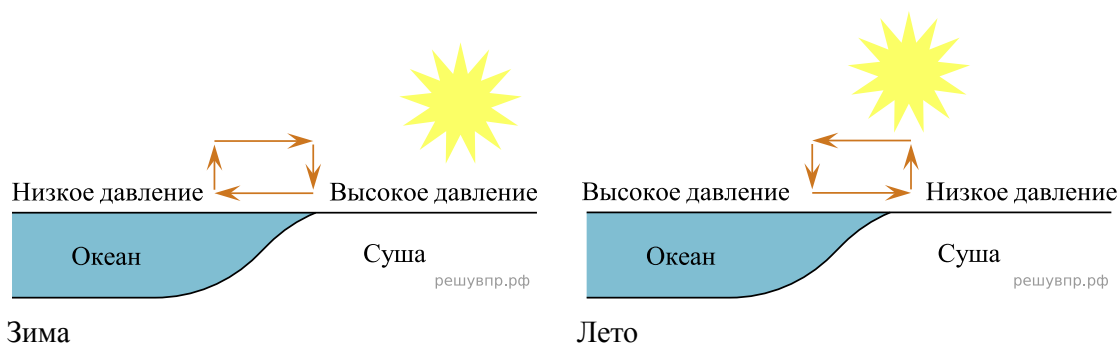 Низкое давление
Высокое давление
Океан
Суша
решувпр.рф
Зима
Высокое давление
Низкое давление
Океан
Суша
решувпр.рф
Лето